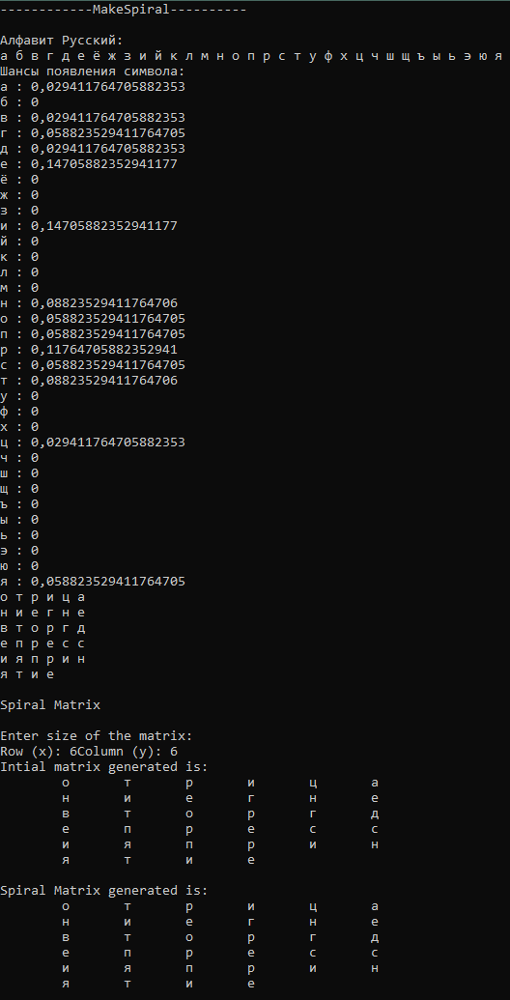 ------------MakeSpiral----------
Алфавит Русский:
а б в г д е ё ж з и й к л м н о п р с т у ф х ц ч ш щ ъ ы ь э ю я
Шансы появления символа:
а : 0,029411764705882353
б : 0
в : 0,029411764705882353
г : 0,058823529411764705
д : 0,029411764705882353
е : 0,14705882352941177
ё : 0
ж : 0
з : 0
и : 0,14705882352941177
й : 0
к : 0
л : 0
м : 0
н : 0,08823529411764706
о : 0,058823529411764705
п : 0,058823529411764705
р : 0,11764705882352941
с : 0,058823529411764705
т : 0,08823529411764706
у : 0
ф : 0
х : 0
ц : 0,029411764705882353
ч : 0
ш : 0
щ : 0
ъ : 0
ы : 0
ь : 0
э : 0
ю : 0
я : 0,058823529411764705
о т р и ц а
н и е г н е
в т о р г д
е п р е с с
и я п р и н
я т и е
Spiral Matrix
Enter size of the matrix:
Row (x): 6Column (y): 6
Intial matrix generated is:
о т р и ц а
н и е г н е
в т о р г д
е п р е с с
и я п р и н
я т и е
Spiral Matrix generated is:
о т р и ц а
н и е г н е
в т о р г д
е п р е с с
и я п р и н
я т и е